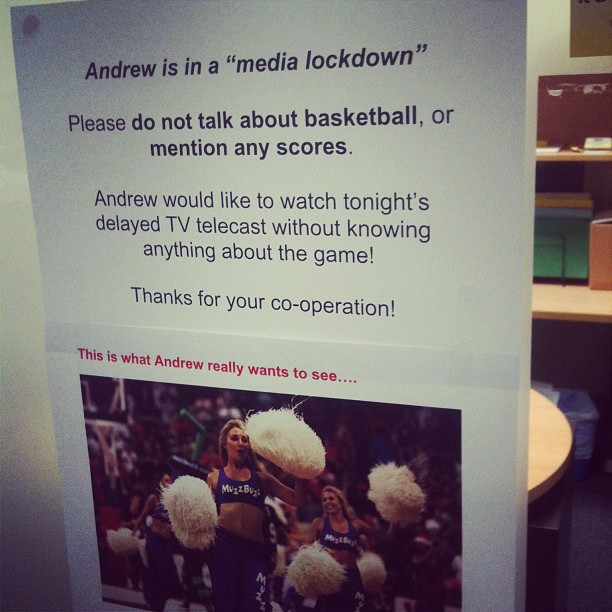 Andrew is in a “media lockdown”
Please do not talk about basketball, or
mention any scores.
Andrew would like to watch tonight’s
delayed TV telecast without knowing
anything about the game!
Thanks for your co-operation!
This is what Andrew really wants to see....
MuzzBuzz
MuzzBuzz